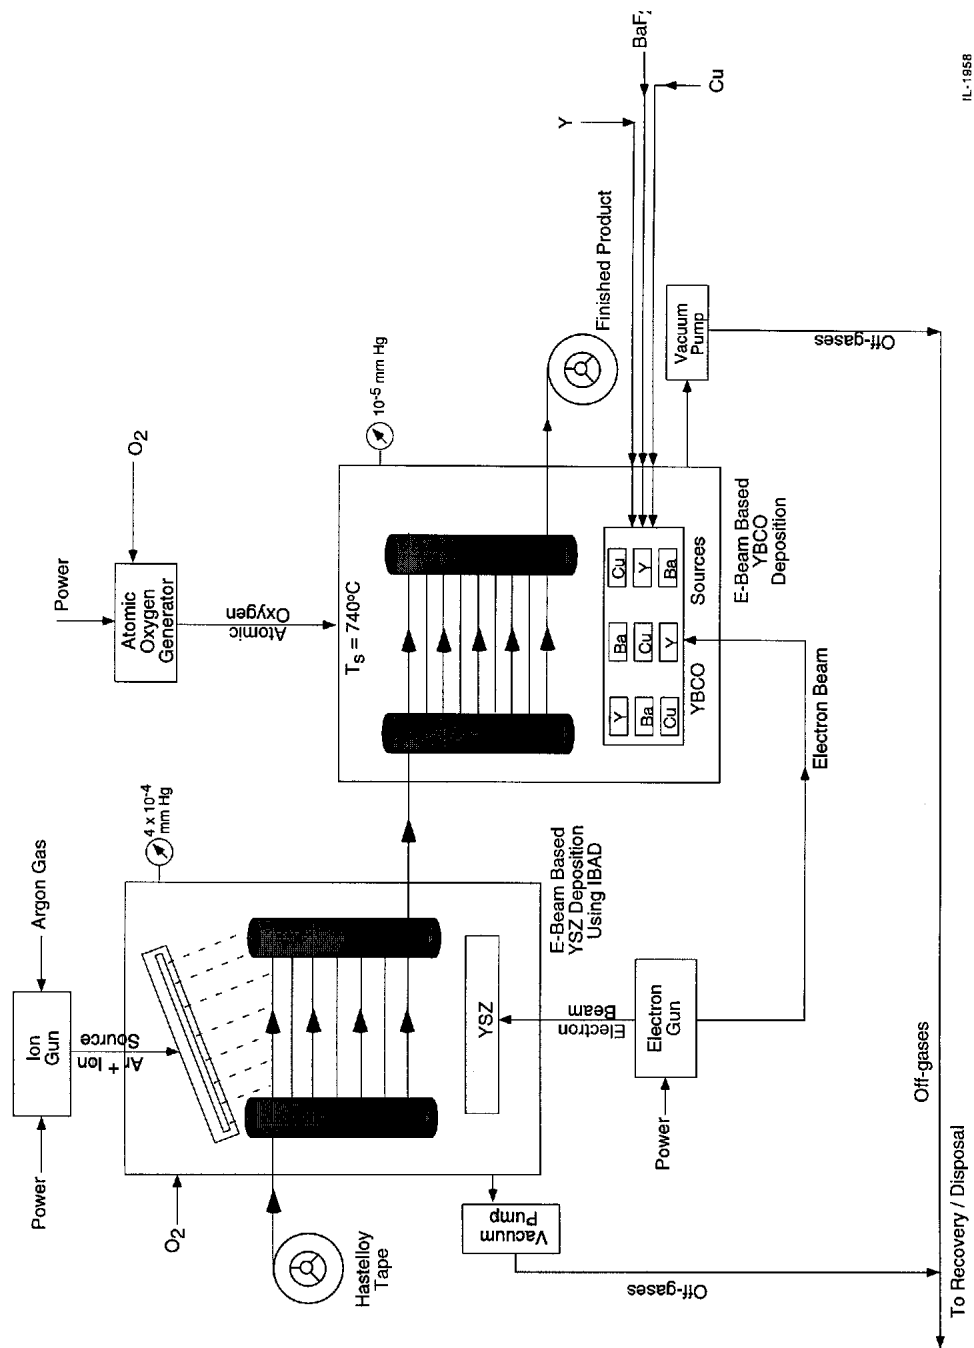 Power
Ion
Gun
Argon Gas
Ar + Ion
Source
O2
4 x 10-4
mm Hg
Hastelloy
Tape
YSZ
E-Beam Based
YSZ Deposition
Using IBAD
Vacuum
Pump
Off-gases
Electron
Beam
Electron
Gun
Power
Electron Beam
Power
Atomic
Oxygen
Generator
O2
Atomic
Oxygen
10-5 mm Hg
Ts = 740ºC
Finished Product
Y
Ba
Cu
Ba
Cu
Y
Cu
Y
Ba
YBCO
Sources
E-Beam Based
YBCO
Deposition
Y
BaF2
Cu
Vacuum
Pump
Off-gases
Off-gases
To Recovery / Disposal
IL-1958